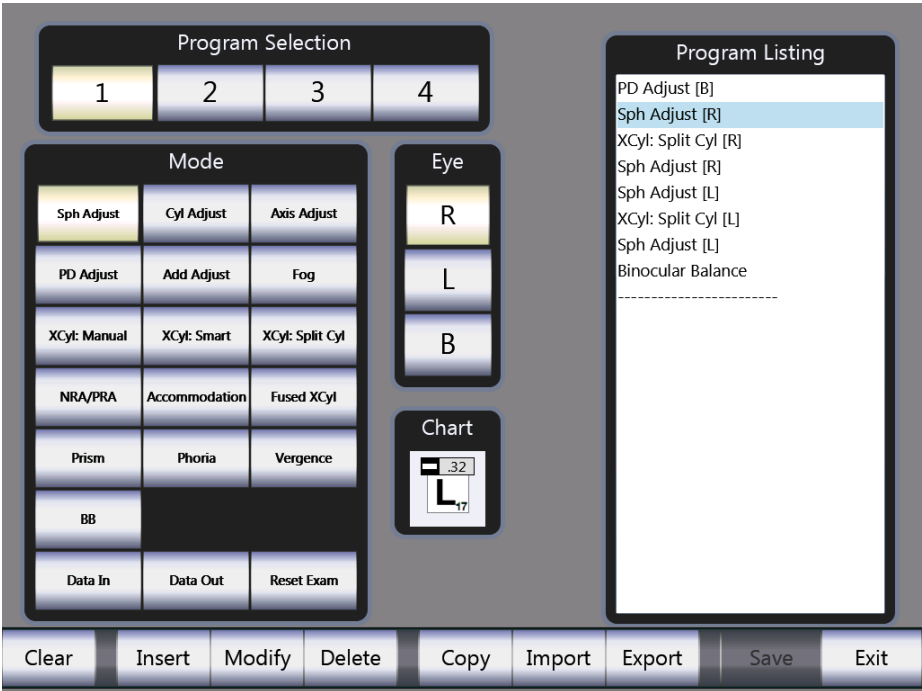 Program Selection
1 2 3 4
Mode
Sph Adjust Cyl Adjust Axis Adjust
PD Adjust Add Adjust Fog
XCyl: Manual XCyl: Smart XCyl: Split Cyl
NRA/PRA Accommodation Fused XCyl
Prism Phoria Vergence
BB
Data In Data Out Reset Exam
Eye
R
L
B
Chart
.32
L
17
Program Listing
PD Adjust [B]
Sph Adjust [R]
XCyl: Split Cyl [R]
Sph Adjust [R]
Sph Adjust [L]
XCyl: Split Cyl [L]
Sph Adjust [L]
Binocular Balance
------------------------
Clear Insert Modify Delete Copy Import Export Save Exit